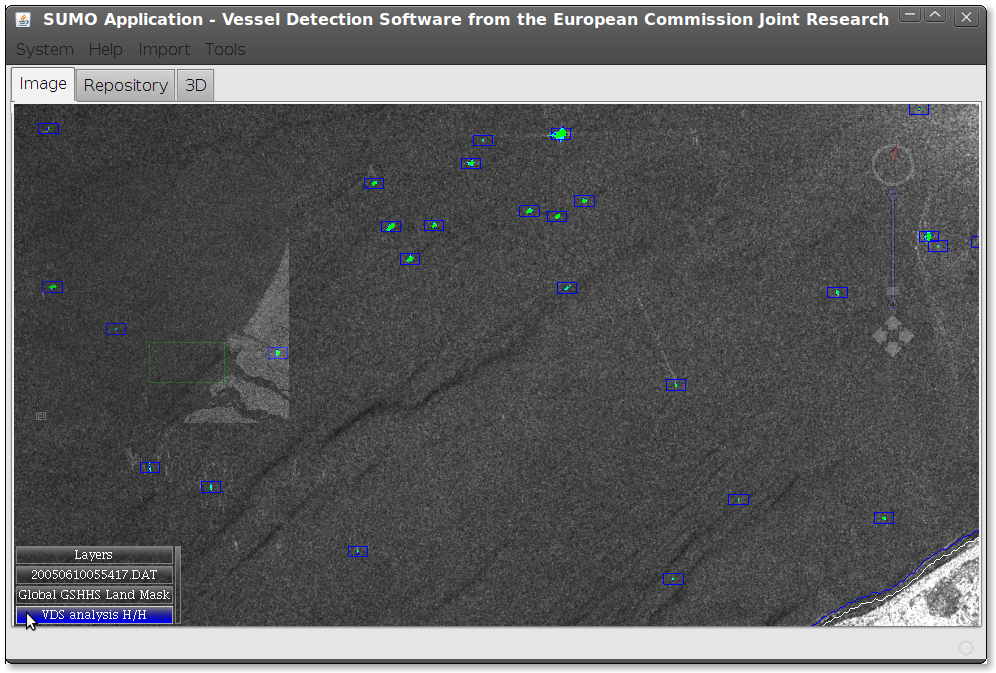 SUMO Application - Vessel Detection Software from the European Commission Joint Research
System Help Import Tools
Image Repository 3D
Layers
20050610055417.DAT
Global GSHHS Land Mask
VDS analysis H/H